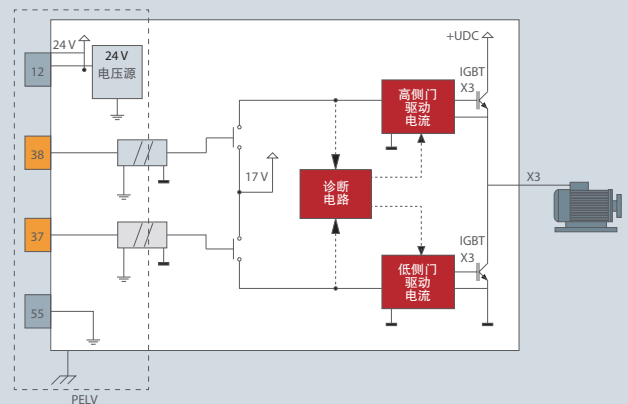 24 V
12
24 V
电压源
+UDC
IGBT
X3
高侧门
驱动
电流
38
17 V
诊断
电路
X3
37
IGBT
X3
低侧门
驱动
电流
55
PELV